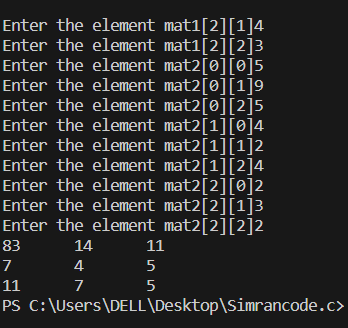 Enter the element mat1[2][1]4
Enter the element mat1[2][2]3
Enter the element mat2[0][0]5
Enter the element mat2[0][1]9
Enter the element mat2[0][2]5
Enter the element mat2[1][0]4
Enter the element mat2[1][1]2
Enter the element mat2[1][2]4
Enter the element mat2[2][0]2
Enter the element mat2[2][1]3
Enter the element mat2[2][2]2
83 14 11
7 4 5
11 7 5
PS C:\Users\DELL\Desktop\Simrancode.c>